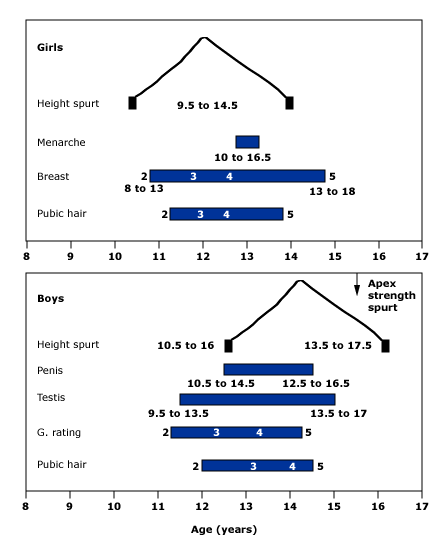 Girls
Height spurt
9.5 to 14.5
Menarche
10 to 16.5
Breast 2 3 4 5
8 to 13 13 to 18
Pubic hair 2 3 4 5
8 9 10 11 12 13 14 15 16 17
Boys
Apex
strength
spurt
Height spurt 10.5 to 16 13.5 to 17.5
Penis
10.5 to 14.5 12.5 to 16.5
Testis
9.5 to 13.5 13.5 to 17
G. rating 2 3 4 5
Pubic hair 2 3 4 5
8 9 10 11 12 13 14 15 16 17
Age (years)